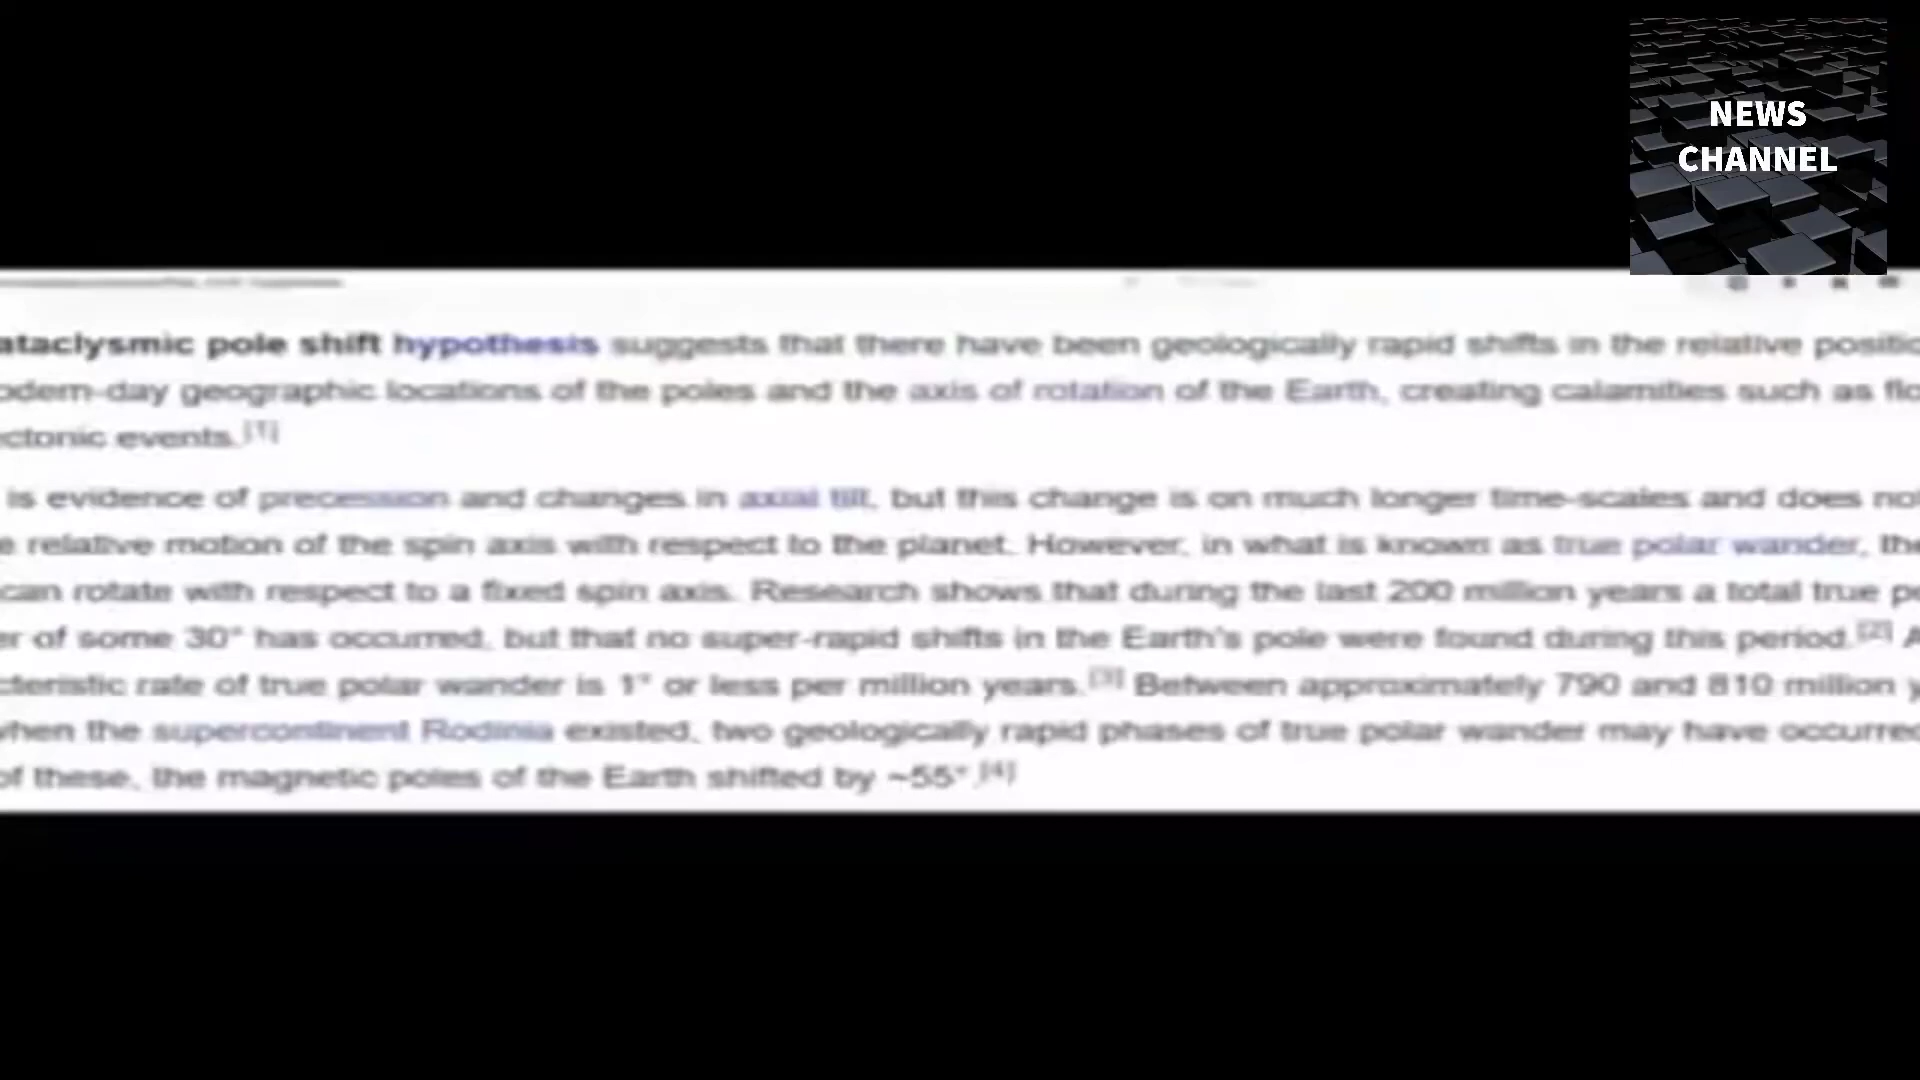 NEWS
CHANNEL
ataclysmic pole shift hypothesis suggests that there have been geologically rapid shifts in the relative positio
odern-day geographic locations of the poles and the axis of rotation of the Earth, creating calamities such as flo
ectonic events.[1]
is evidence of precession and changes in axial tilt, but this change is on much longer time-scales and does not
e relative motion of the spin axis with respect to the planet. However, in what is known as true polar wander, the
can rotate with respect to a fixed spin axis. Research shows that during the last 200 million years a total true po
er of some 30° has occurred, but that no super-rapid shifts in the Earth's pole were found during this period.[2] A
cteristic rate of true polar wander is 1° or less per million years.[3] Between approximately 790 and 810 million y
when the supercontinent Rodinia existed, two geologically rapid phases of true polar wander may have occurred
of these, the magnetic poles of the Earth shifted by ~55°.[4]